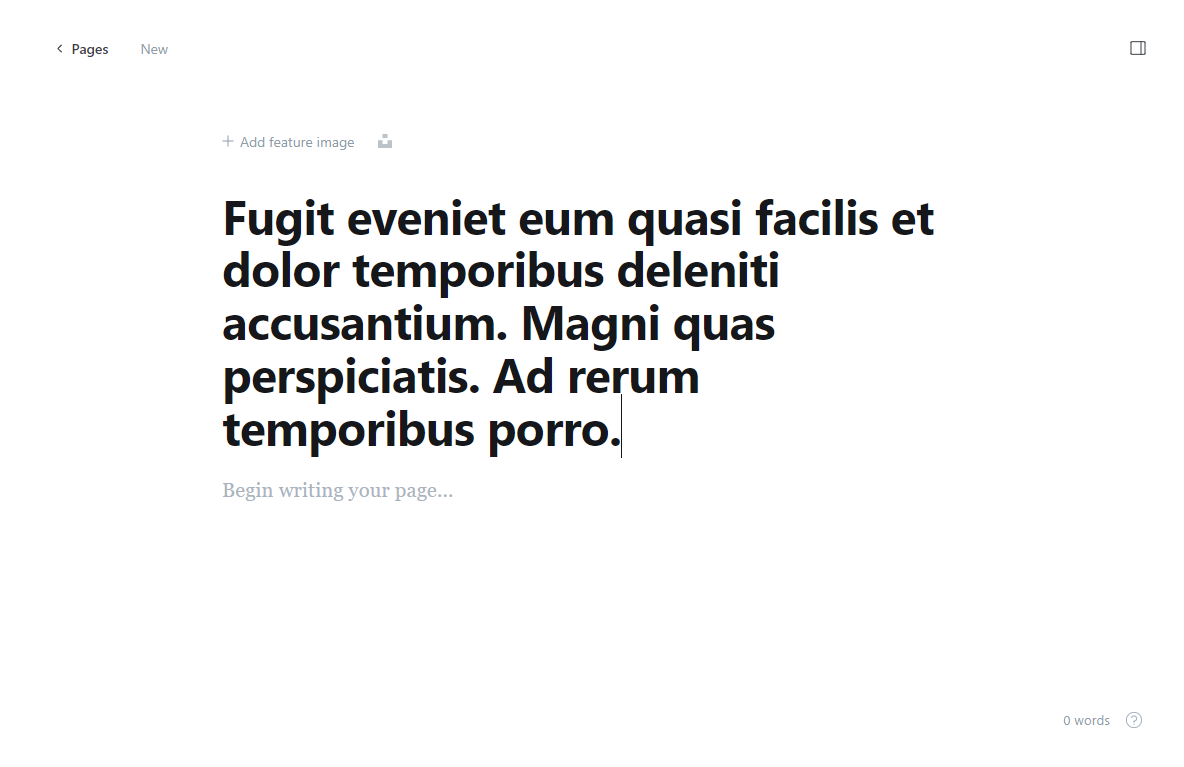 Pages New
Add feature image
Fugit eveniet eum quasi facilis et
dolor temporibus deleniti
accusantium. Magni quas
perspiciatis. Ad rerum
temporibus porro.
Begin writing your page...
0 words